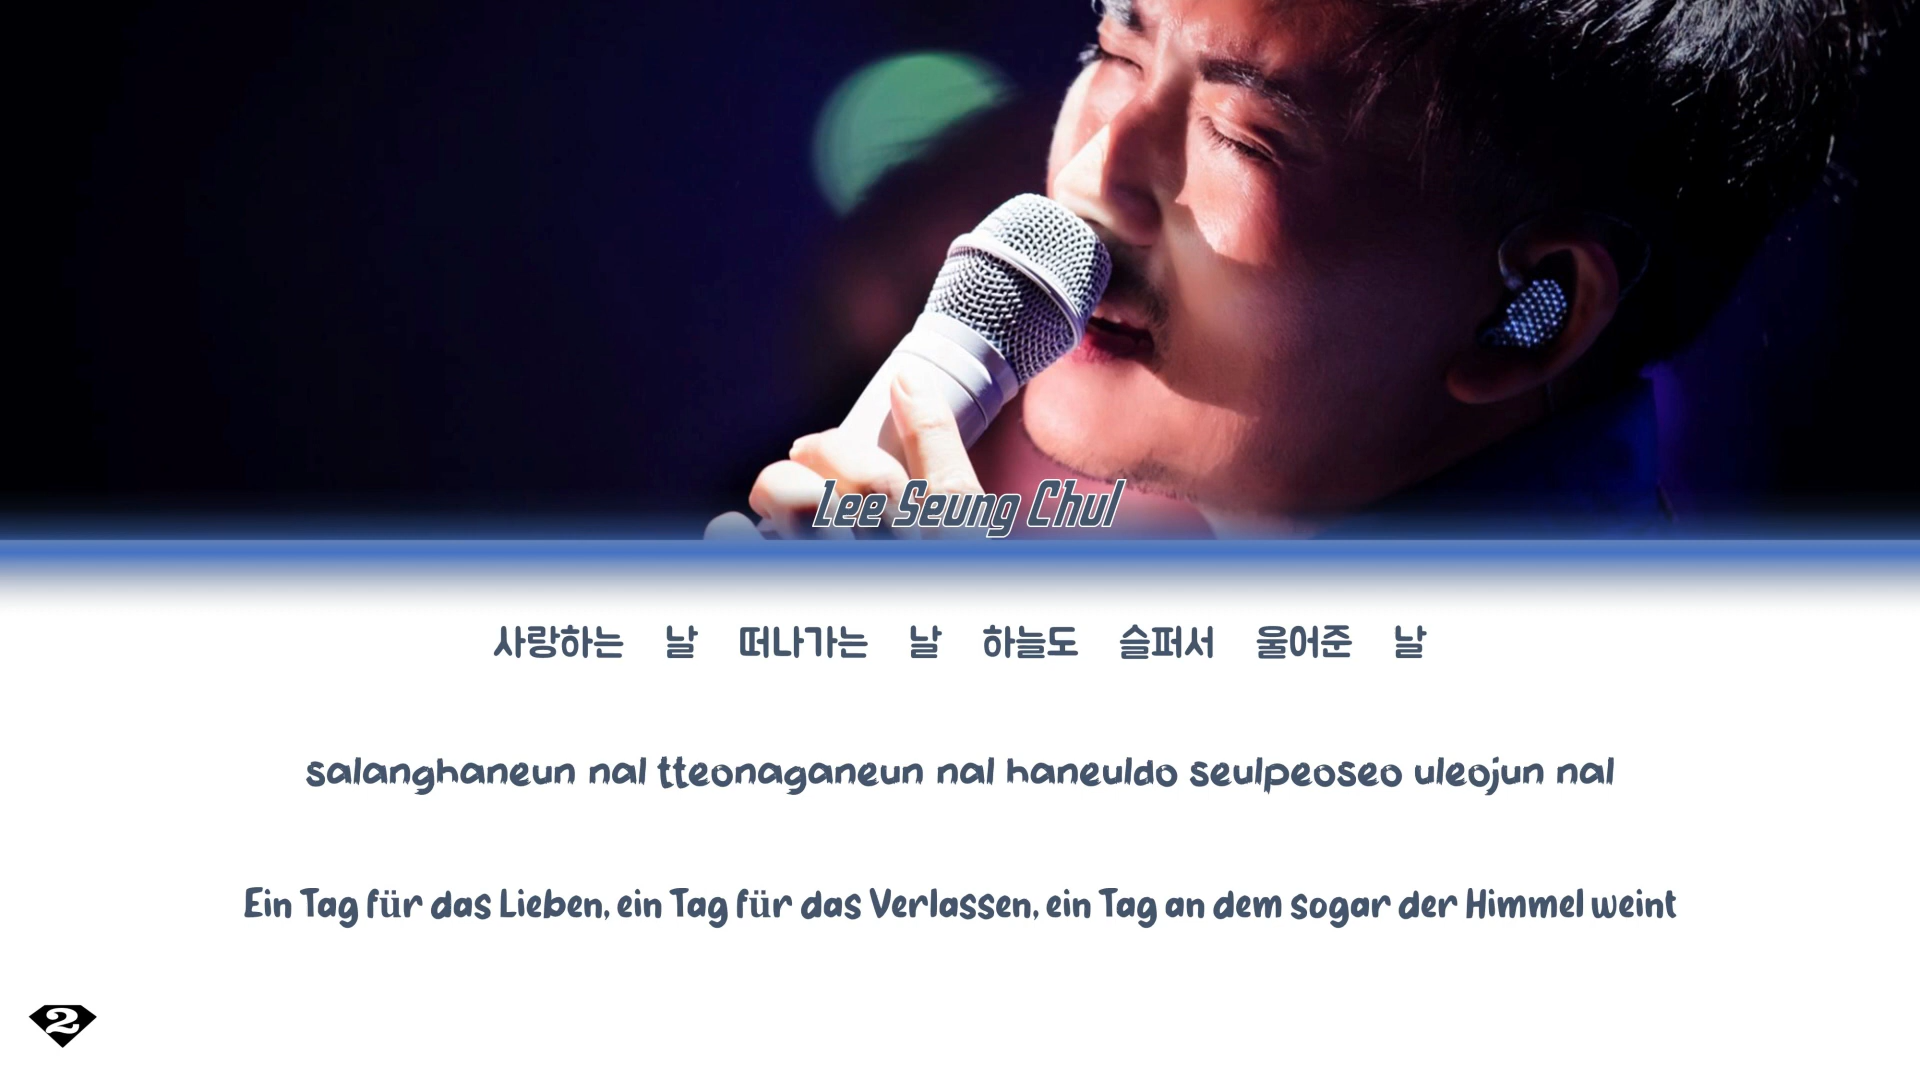 Lee Seung Chul
사랑하는 날 떠나가는 날 하늘도 슬퍼서 울어준 날
salanghaneun nal tteonaganeun nal haneuldo seulpeoseo uleojun nal
Ein Tag für das Lieben, ein Tag für das Verlassen, ein Tag an dem sogar der Himmel weint
2